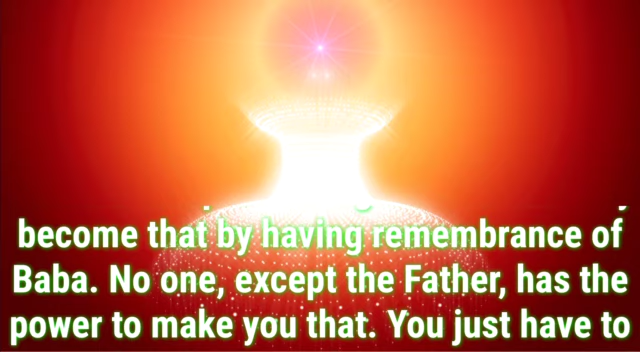 become that by having remembrance of
Baba. No one, except the Father, has the
power to make you that. You just have to